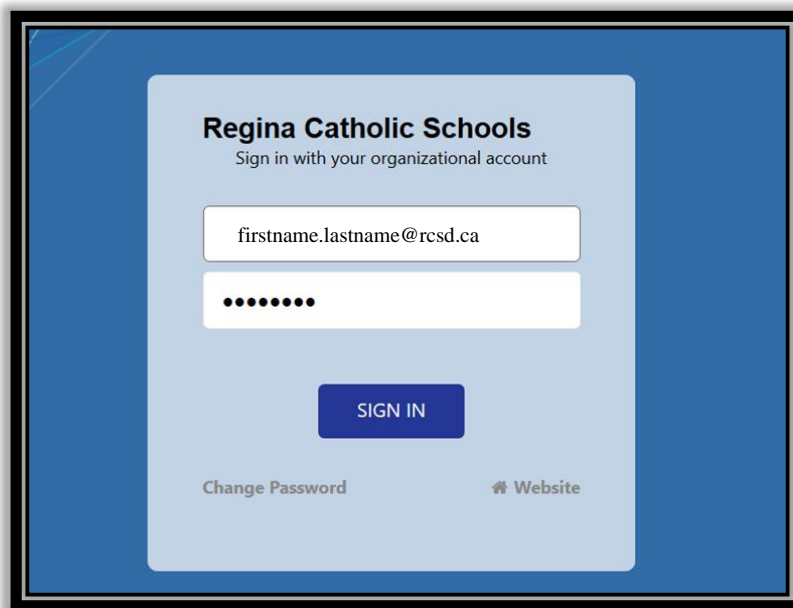 Regina Catholic Schools
Sign in with your organizational account
firstname.lastname@rcsd.ca
••••••••
SIGN IN
Change Password
Website